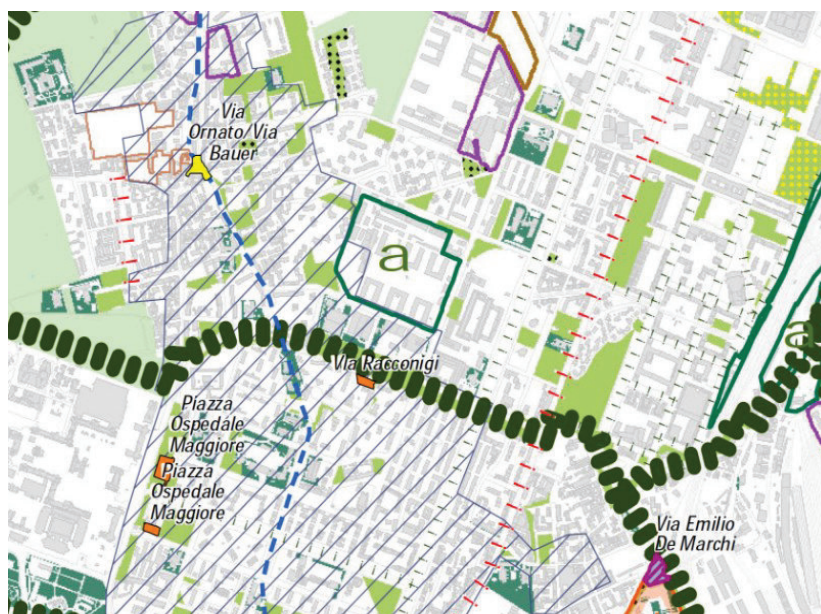 Via
Ornato/Via
Bauer
a
a
VIa Racconigi
Piazza
Ospedale
Maggiore
Piazza
Ospedale
Maggiore
Via Emilio
De Marchi